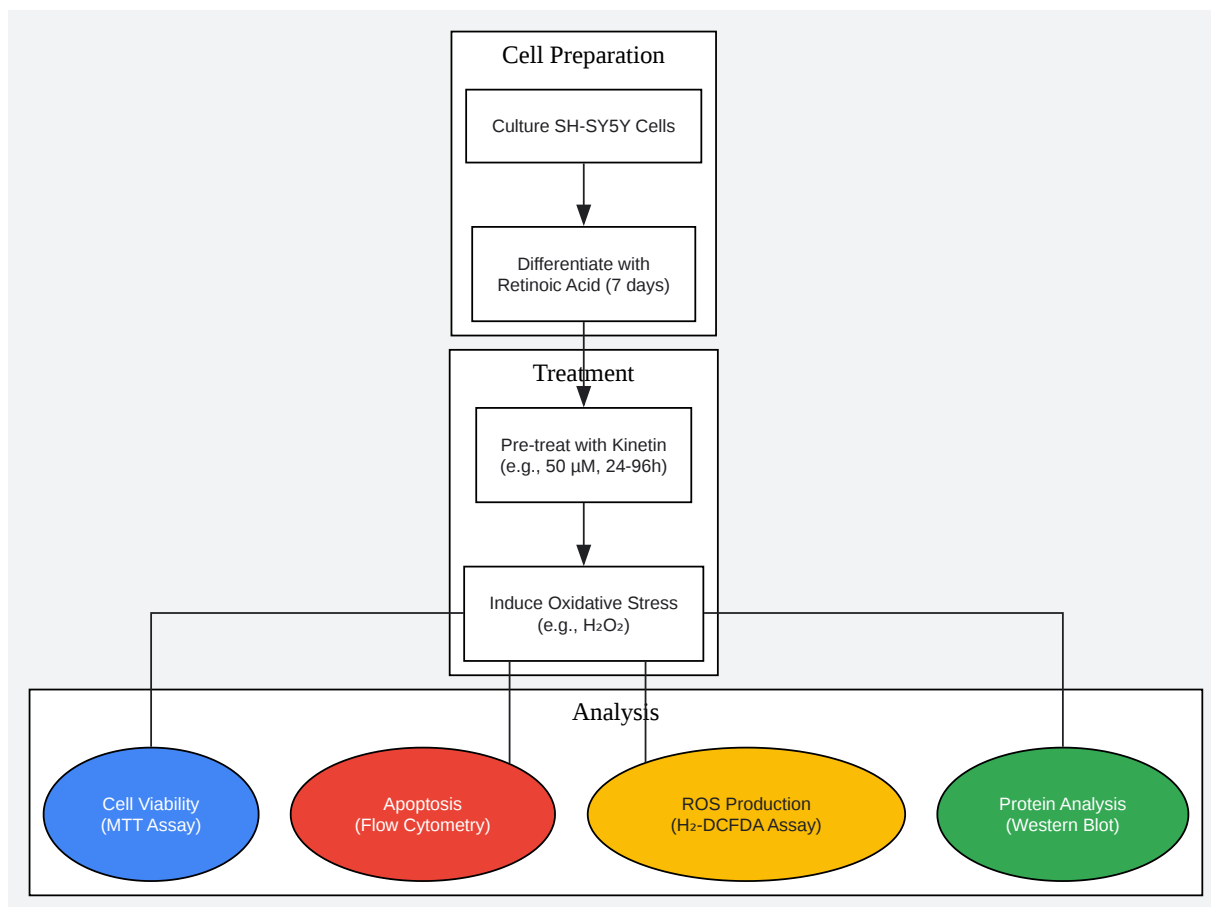 Cell Preparation
Culture SH-SY5Y Cells
Differentiate with
Retinoic Acid (7 days)
Treatment
Pre-treat with Kinetin
(e.g., 50 µM, 24-96h)
Induce Oxidative Stress
(e.g., H₂O₂)
Analysis
Cell Viability
(MTT Assay)
Apoptosis
(Flow Cytometry)
ROS Production
(H₂-DCFDA Assay)
Protein Analysis
(Western Blot)